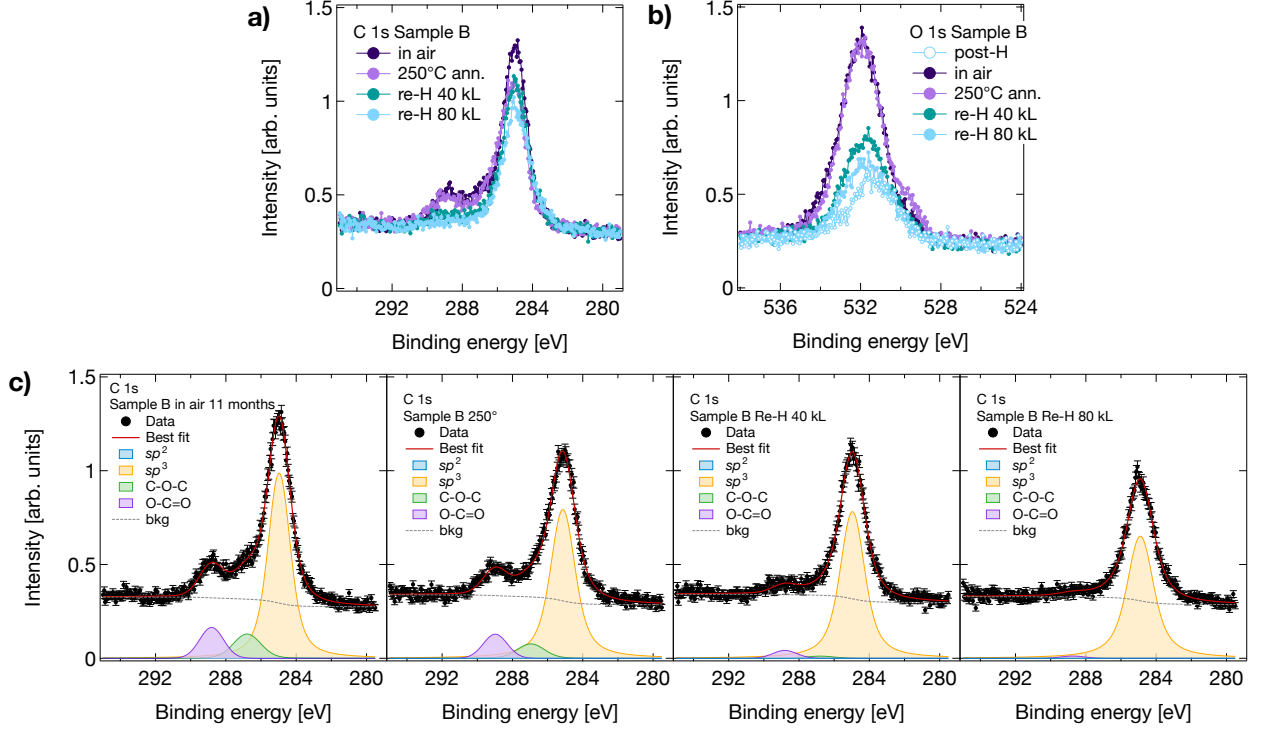 a)
C 1s Sample B
in air
250°C ann.
re-H 40 kL
re-H 80 kL
Intensity [arb. units]
1.5
1
0.5
0
292
288
284
280
Binding energy [eV]
b)
O 1s Sample B
post-H
in air
250°C ann.
re-H 40 kL
re-H 80 kL
Intensity [arb. units]
1.5
1
0.5
0
536
532
528
524
Binding energy [eV]
c)
Intensity [arb. units]
1.5
1
0.5
0
C 1s
Sample B in air 11 months
Data
Best fit
sp²
sp³
C-O-C
O-C=O
bkg
292
288
284
280
Binding energy [eV]
C 1s
Sample B 250°
Data
Best fit
sp²
sp³
C-O-C
O-C=O
bkg
292
288
284
280
Binding energy [eV]
C 1s
Sample B Re-H 40 kL
Data
Best fit
sp²
sp³
C-O-C
O-C=O
bkg
292
288
284
280
Binding energy [eV]
C 1s
Sample B Re-H 80 kL
Data
Best fit
sp²
sp³
C-O-C
O-C=O
bkg
292
288
284
280
Binding energy [eV]